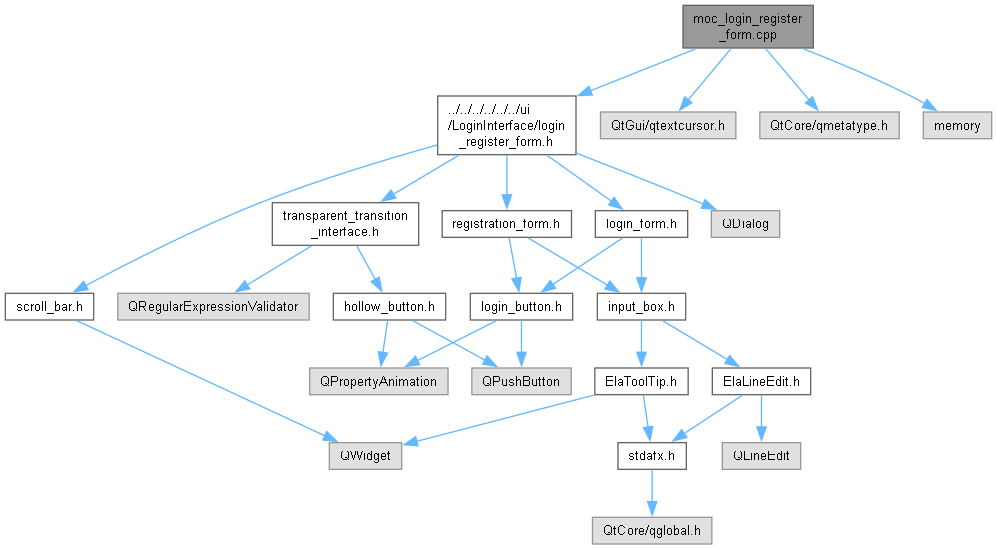 moc_login_register
_form.cpp
../../../../../../ui
/LoginInterface/login
_register_form.h
QtGui/qtextcursor.h
QtCore/qmetatype.h
memory
transparent_transition
_interface.h
registration_form.h
login_form.h
QDialog
scroll_bar.h
QRegularExpressionValidator
hollow_button.h
login_button.h
input_box.h
QPropertyAnimation
QPushButton
ElaToolTip.h
ElaLineEdit.h
QWidget
stdafx.h
QLineEdit
QtCore/qglobal.h